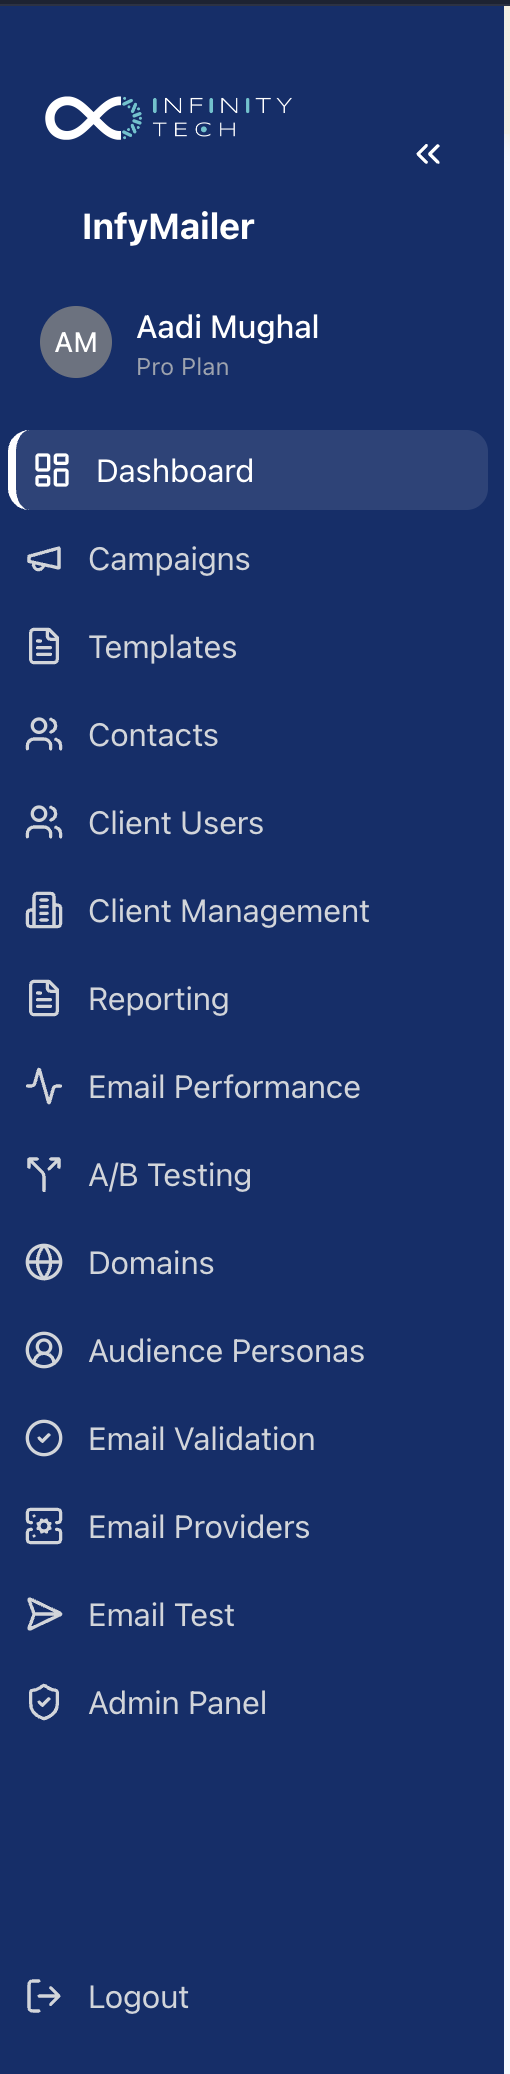 INFINITY
TECH
InfyMailer
AM
Aadi Mughal
Pro Plan
Dashboard
Campaigns
Templates
Contacts
Client Users
Client Management
Reporting
Email Performance
A/B Testing
Domains
Audience Personas
Email Validation
Email Providers
Email Test
Admin Panel
Logout